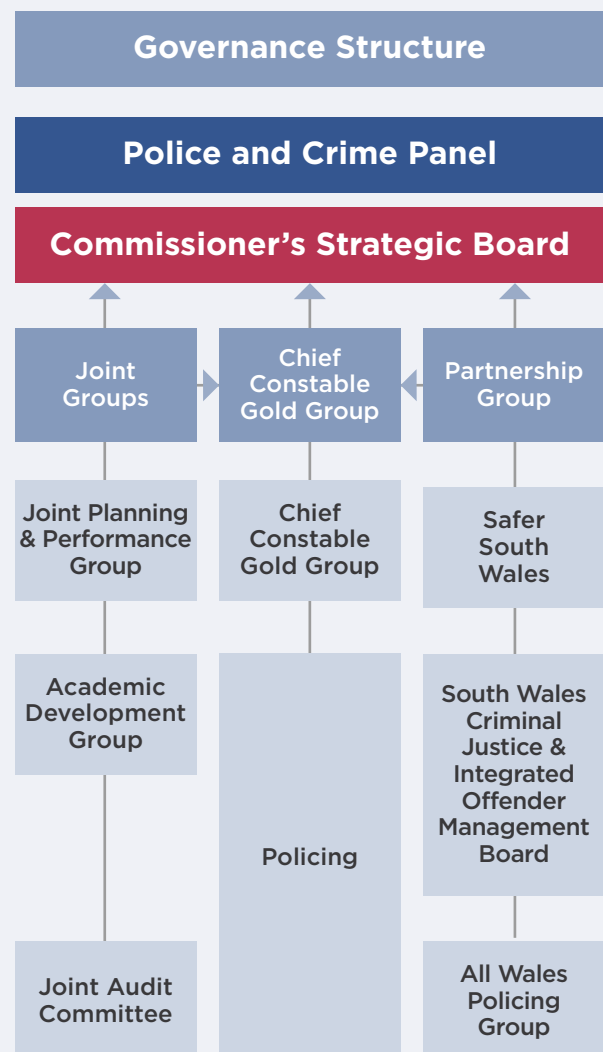 Governance Structure
Police and Crime Panel
Commissioner’s Strategic Board
Joint
Groups
Chief
Constable
Gold Group
Partnership
Group
Joint Planning
& Performance
Group
Chief
Constable
Gold Group
Safer
South
Wales
Academic
Development
Group
Policing
South Wales
Criminal
Justice &
Integrated
Offender
Management
Board
Joint Audit
Committee
All Wales
Policing
Group